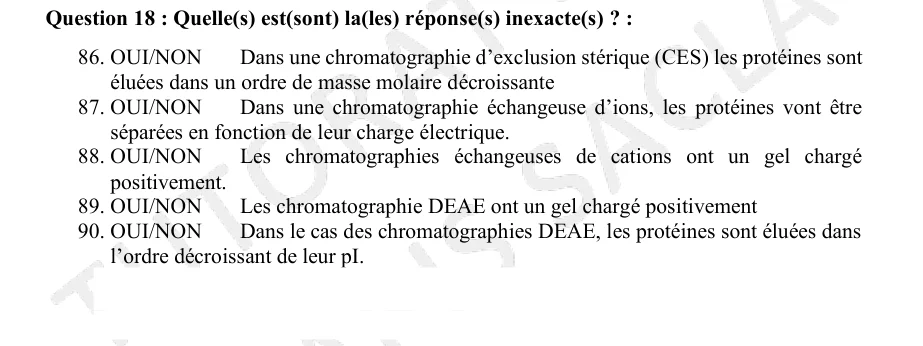 Question 18 : Quelle(s) est(sont) la(les) réponse(s) inexacte(s) ? :
86. OUI/NON Dans une chromatographie d'exclusion stérique (CES) les protéines sont
éluées dans un ordre de masse molaire décroissante
87. OUI/NON Dans une chromatographie échangeuse d'ions, les protéines vont être
séparées en fonction de leur charge électrique.
88. OUI/NON Les chromatographies échangeuses de cations ont un gel chargé
positivement.
89. OUI/NON Les chromatographie DEAE ont un gel chargé positivement
90. OUI/NON Dans le cas des chromatographies DEAE, les protéines sont éluées dans
l'ordre décroissant de leur pI.